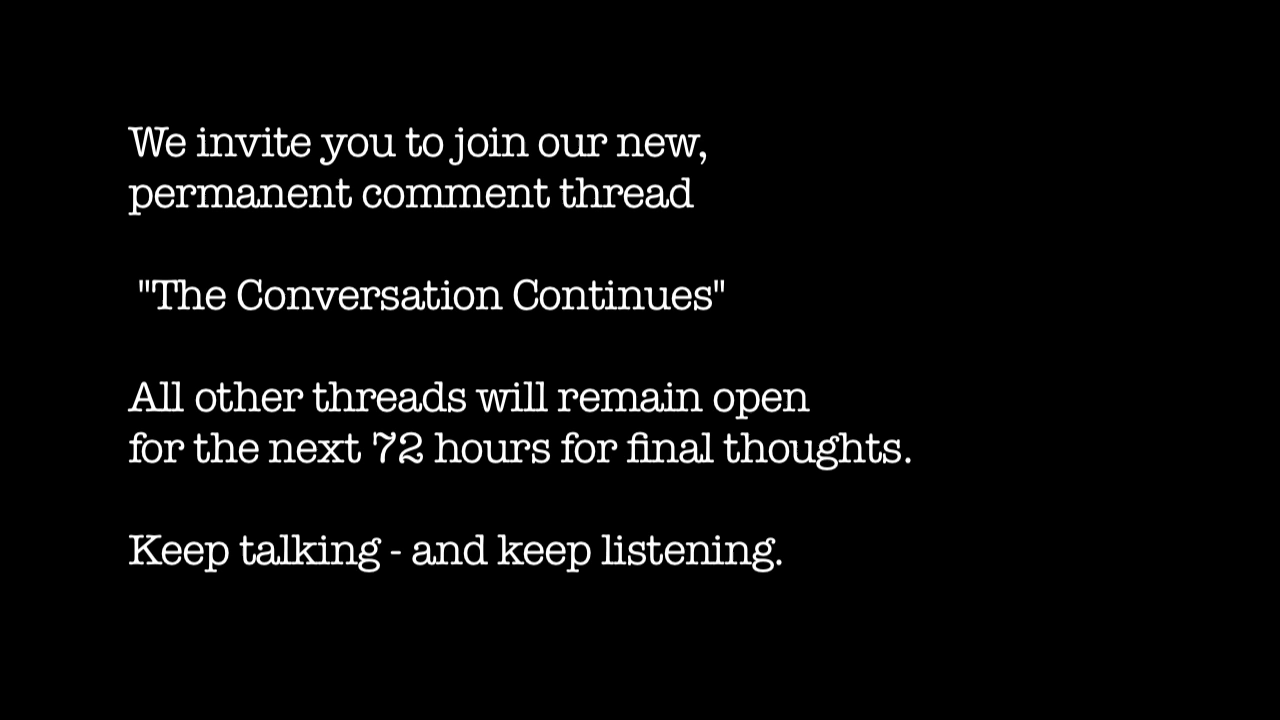 We invite you to join our new,
permanent comment thread
"The Conversation Continues"
All other threads will remain open
for the next 72 hours for final thoughts.
Keep talking - and keep listening.